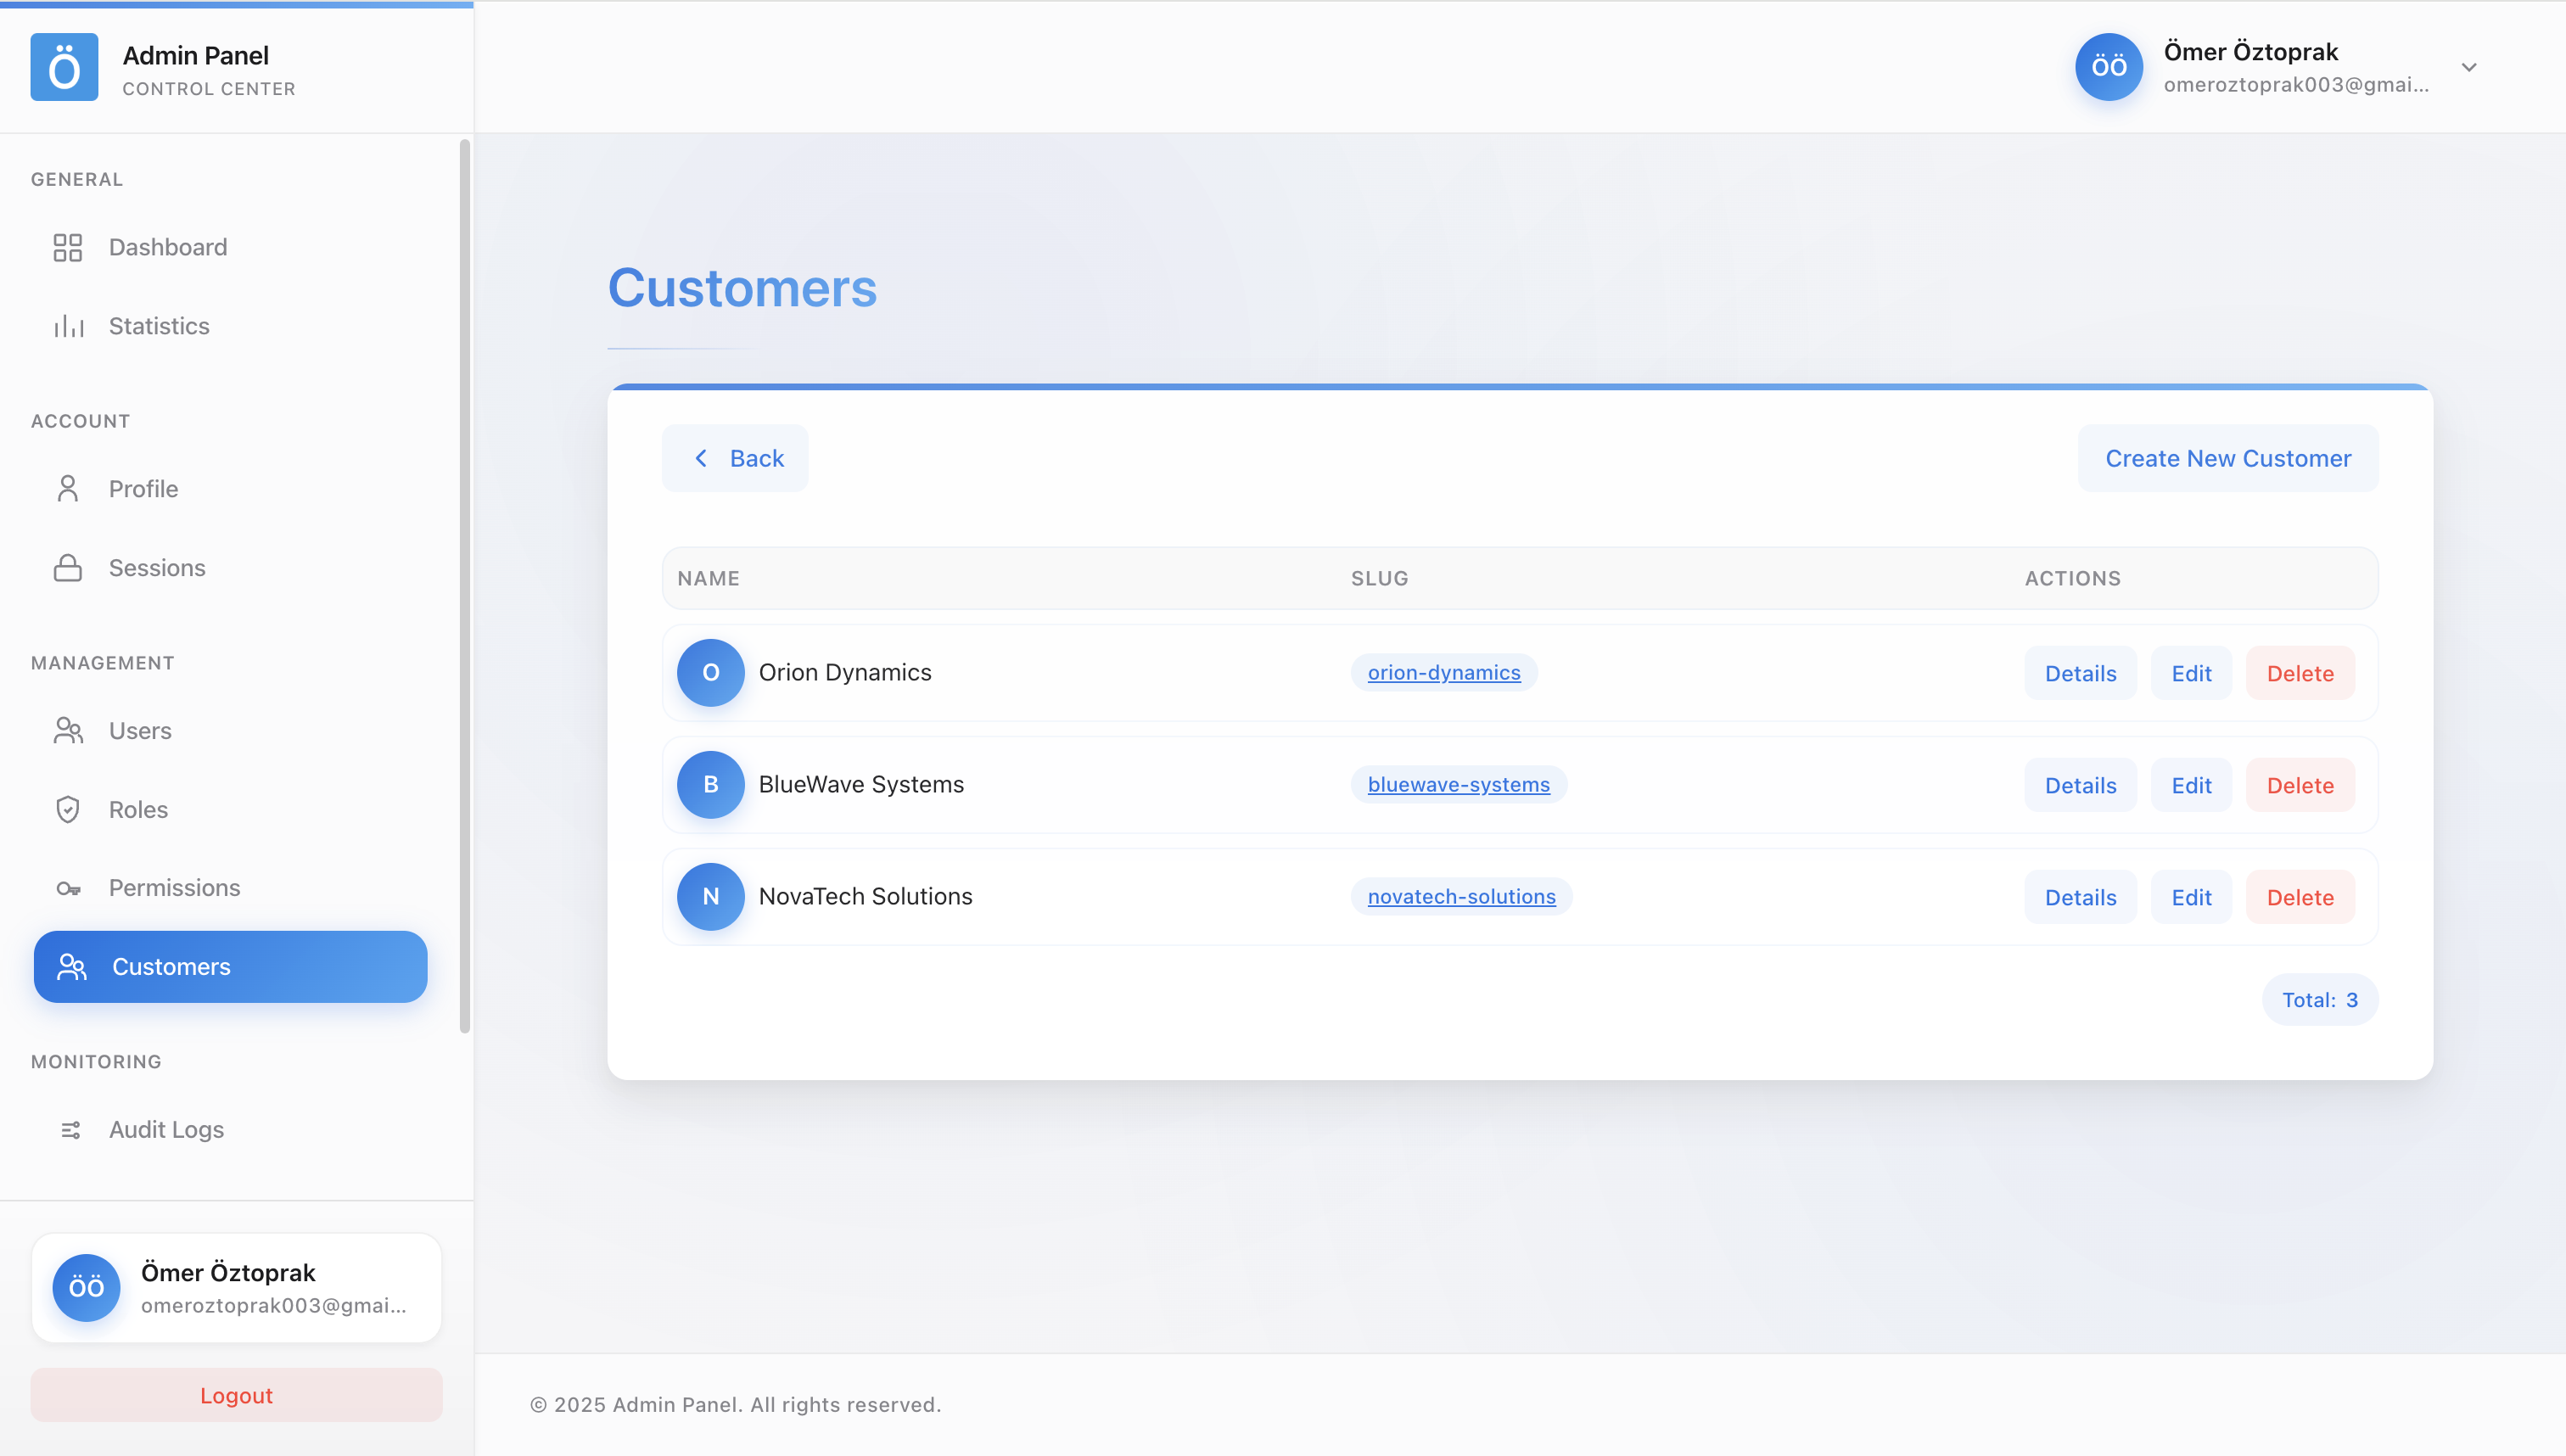 Ö
Admin Panel
CONTROL CENTER
ÖÖ
Ömer Öztoprak
omeroztoprak003@gmai...
GENERAL
Dashboard
Statistics
ACCOUNT
Profile
Sessions
MANAGEMENT
Users
Roles
Permissions
Customers
MONITORING
Audit Logs
ÖÖ
Ömer Öztoprak
omeroztoprak003@gmai...
Logout
Customers
Back
Create New Customer
NAME SLUG ACTIONS
O Orion Dynamics orion-dynamics Details Edit Delete
B BlueWave Systems bluewave-systems Details Edit Delete
N NovaTech Solutions novatech-solutions Details Edit Delete
Total: 3
© 2025 Admin Panel. All rights reserved.